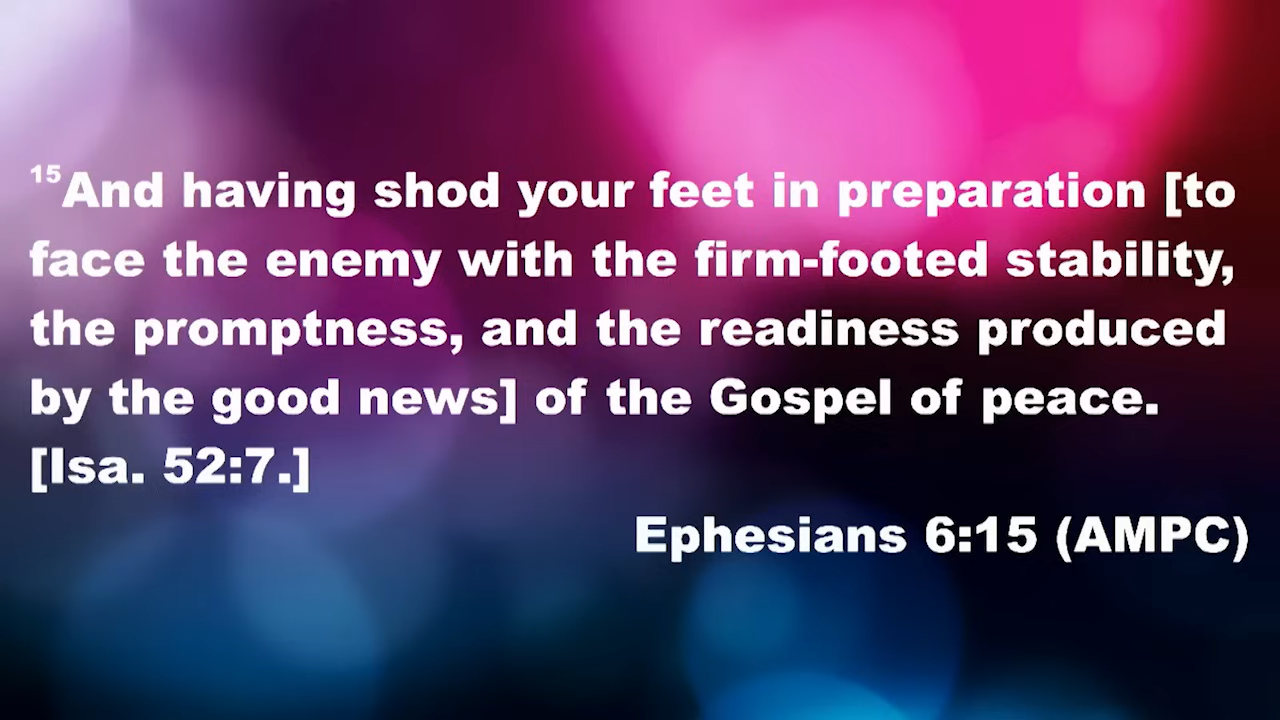 15And having shod your feet in preparation [to
face the enemy with the firm-footed stability,
the promptness, and the readiness produced
by the good news] of the Gospel of peace.
[Isa. 52:7.]
Ephesians 6:15 (AMPC)